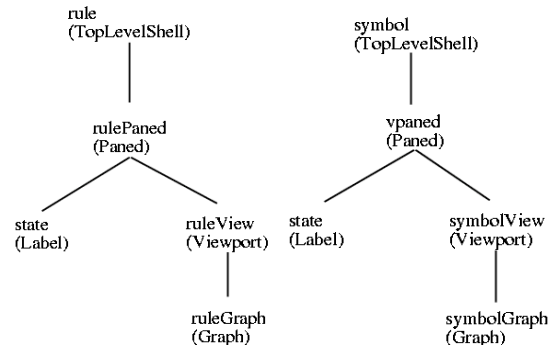 rule
(TopLevelShell)
symbol
(TopLevelShell)
rulePaned
(Paned)
vpaned
(Paned)
state
(Label)
ruleView
(Viewport)
state
(Label)
symbolView
(Viewport)
ruleGraph
(Graph)
symbolGraph
(Graph)